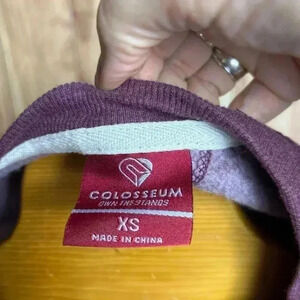 COLOSSEUM
OWN THE STANDS
XS
MADE IN CHINA